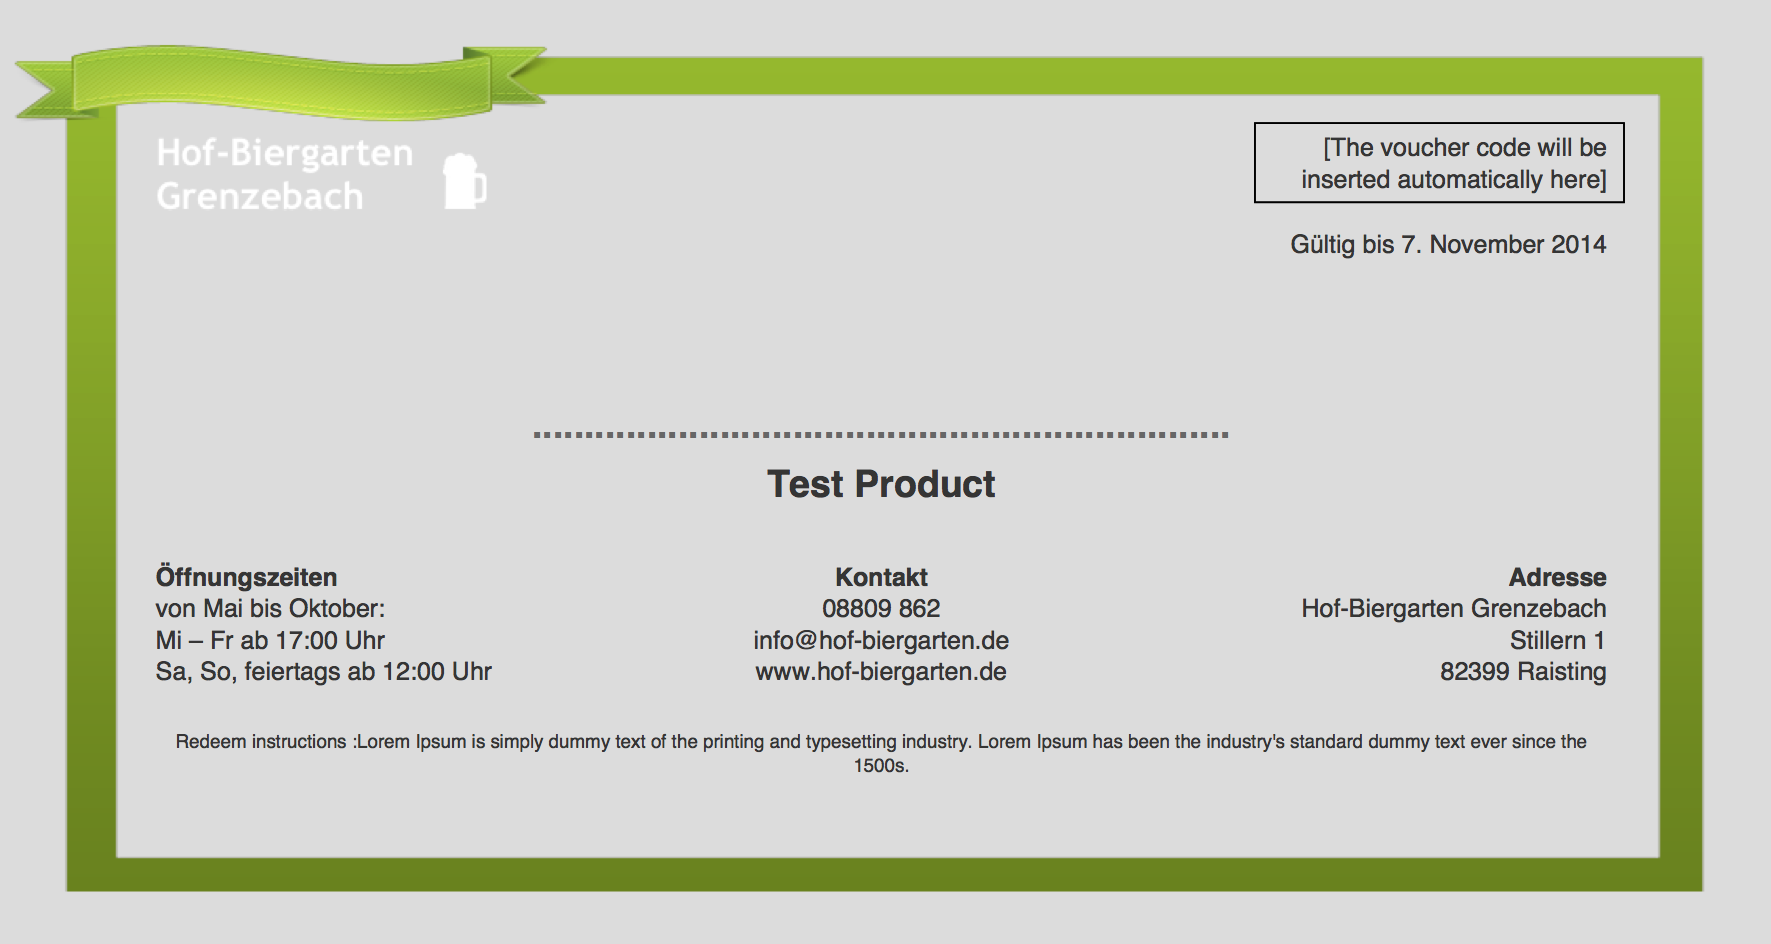 Hof-Biergarten
Grenzebach
[The voucher code will be
inserted automatically here]
Gültig bis 7. November 2014
Test Product
Öffnungszeiten
von Mai bis Oktober:
Mi – Fr ab 17:00 Uhr
Sa, So, feiertags ab 12:00 Uhr
Kontakt
08809 862
info@hof-biergarten.de
www.hof-biergarten.de
Adresse
Hof-Biergarten Grenzebach
Stillern 1
82399 Raisting
Redeem instructions :Lorem Ipsum is simply dummy text of the printing and typesetting industry. Lorem Ipsum has been the industry's standard dummy text ever since the
1500s.